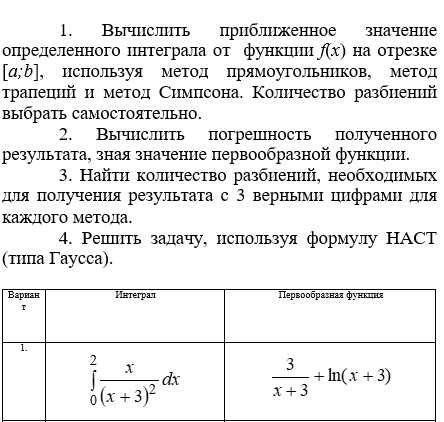 1. Вычислить приближенное значение
определенного интеграла от функции f(x) на отрезке
[a;b], используя метод прямоугольников, метод
трапеций и метод Симпсона. Количество разбиений
выбрать самостоятельно.
2. Вычислить погрешность полученного
результата, зная значение первообразной функции.
3. Найти количество разбиений, необходимых
для получения результата с 3 верными цифрами для
каждого метода.
4. Решить задачу, используя формулу НАСТ
(типа Гаусса).
Вариан
т
Интеграл
Первообразная функция
1.
∫₀² x/(x + 3)² dx
3/(x + 3) + ln(x + 3)